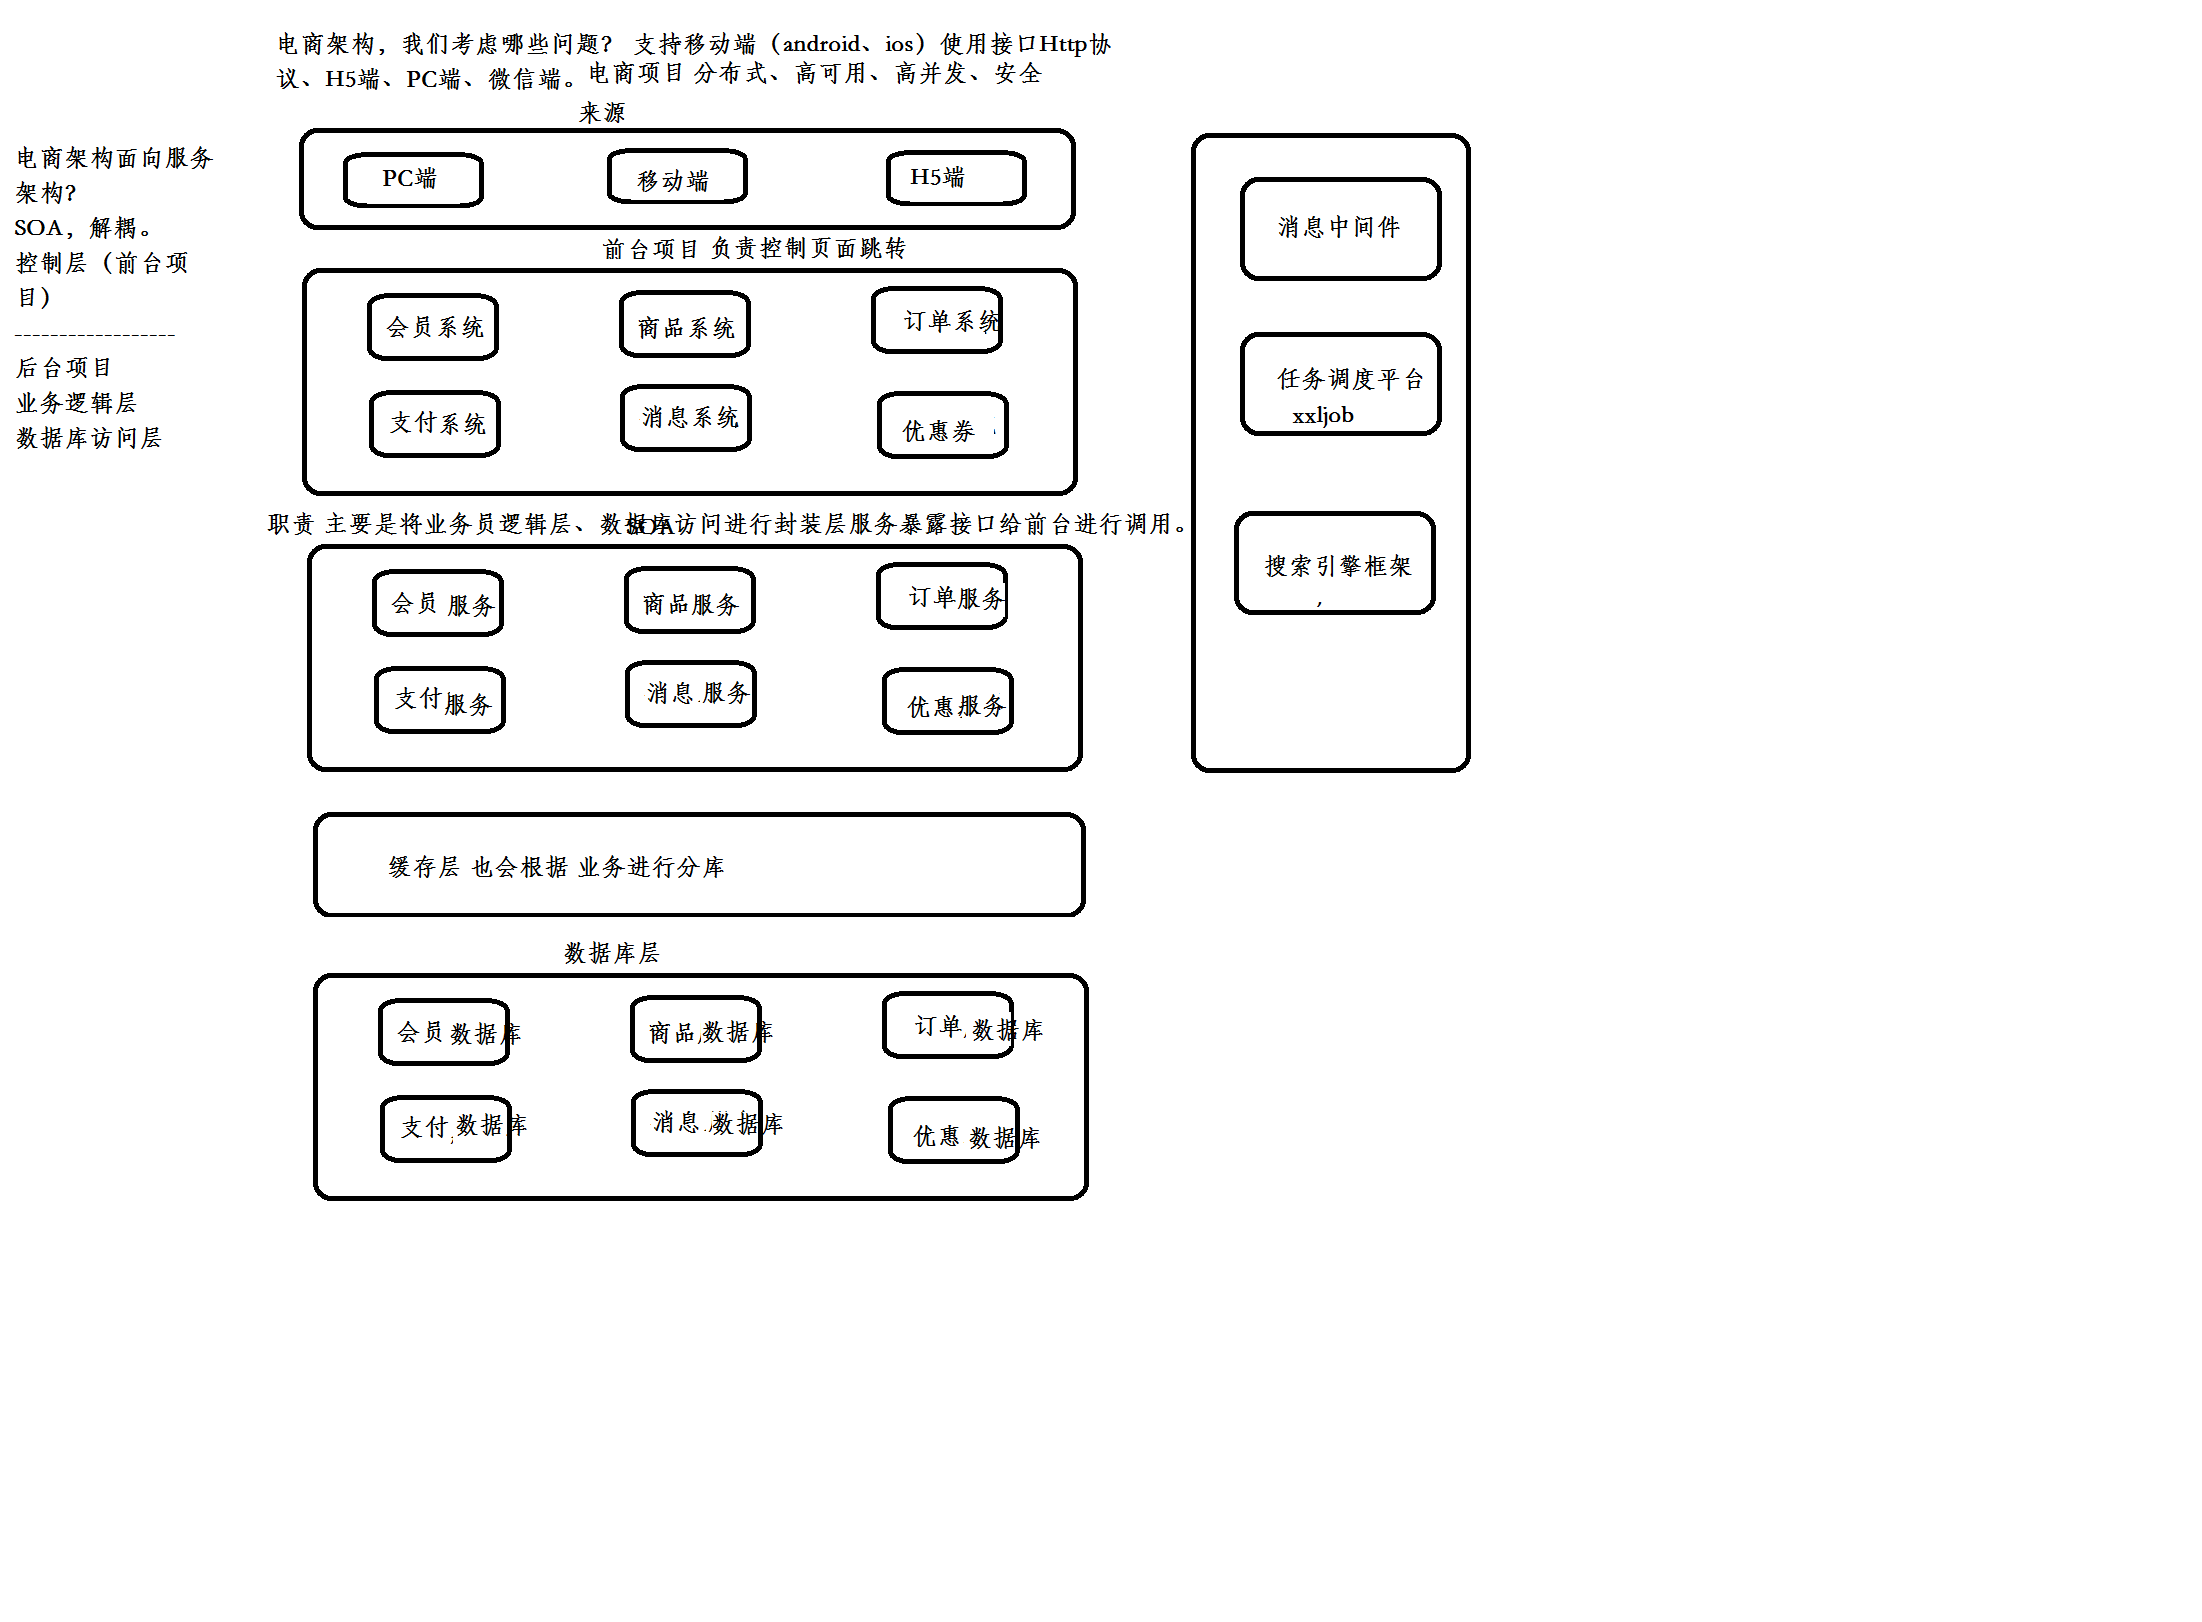 电商架构，我们考虑哪些问题？ 支持移动端（android、ios）使用接口Http协
议、H5端、PC端、微信端。电商项目 分布式、高可用、高并发、安全
来源
PC端
移动端
H5端
电商架构面向服务
架构？
SOA，解耦。
控制层（前台项
目）
------------------
后台项目
业务逻辑层
数据库访问层
前台项目 负责控制页面跳转
会员系统
商品系统
订单系统
支付系统
消息系统
优惠券
职责 主要是将业务员逻辑层、数据库访问进行封装层服务暴露接口给前台进行调用。
SOA
会员 服务
商品服务
订单服务
支付服务
消息 服务
优惠服务
缓存层 也会根据 业务进行分库
数据库层
会员 数据库
商品 数据库
订单 数据库
支付 数据库
消息 数据库
优惠 数据库
消息中间件
任务调度平台
xxljob
搜索引擎框架